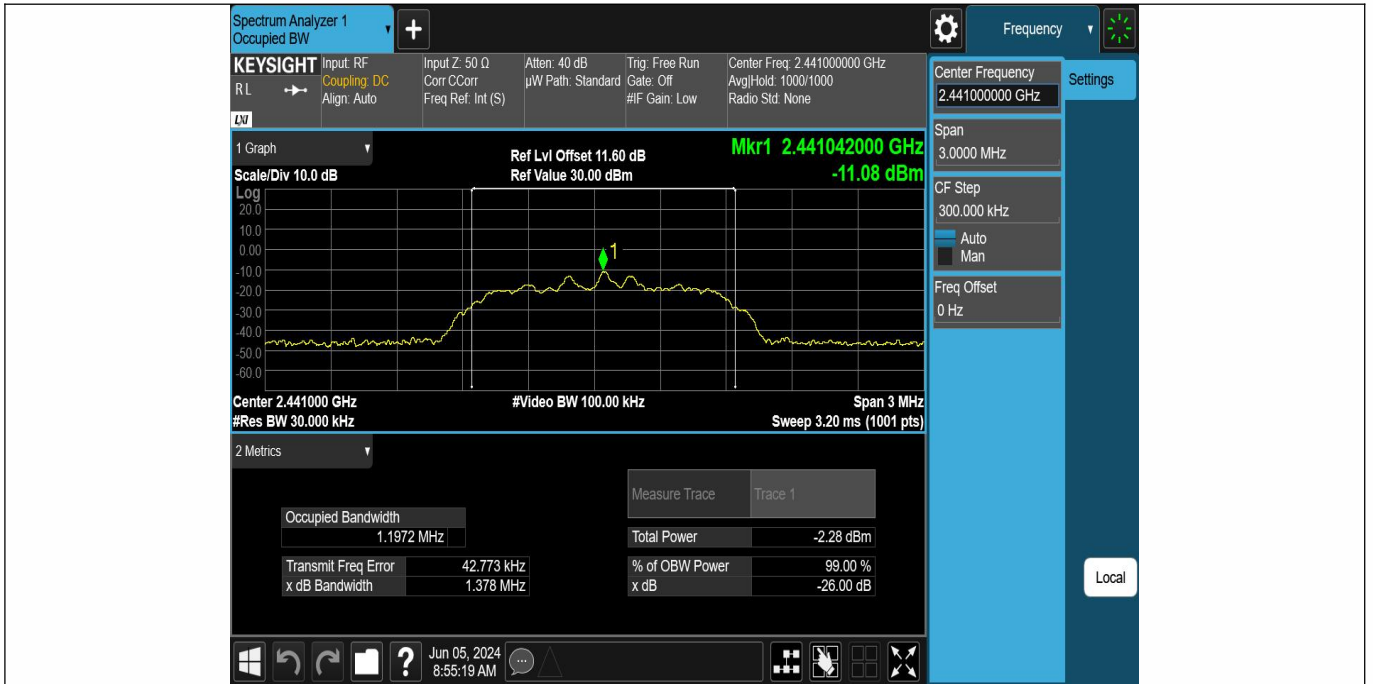 Spectrum Analyzer 1
Occupied BW
+
Frequency
KEYSIGHT
RL
LXI
Input: RF
Coupling: DC
Align: Auto
Input Z: 50 Ω
Corr CCorr
Freq Ref: Int (S)
Atten: 40 dB
µW Path: Standard
Trig: Free Run
Gate: Off
#IF Gain: Low
Center Freq: 2.441000000 GHz
Avg|Hold: 1000/1000
Radio Std: None
Center Frequency
2.441000000 GHz
Settings
Span
3.0000 MHz
CF Step
300.000 kHz
Auto
Man
Freq Offset
0 Hz
Local
1 Graph
Scale/Div 10.0 dB
Ref Lvl Offset 11.60 dB
Ref Value 30.00 dBm
Mkr1 2.441042000 GHz
-11.08 dBm
Log
20.0
10.0
0.00
-10.0
-20.0
-30.0
-40.0
-50.0
-60.0
1
Center 2.441000 GHz
#Res BW 30.000 kHz
#Video BW 100.00 kHz
Span 3 MHz
Sweep 3.20 ms (1001 pts)
2 Metrics
Measure Trace Trace 1
Occupied Bandwidth
1.1972 MHz
Total Power -2.28 dBm
Transmit Freq Error 42.773 kHz
% of OBW Power 99.00 %
x dB Bandwidth 1.378 MHz
x dB -26.00 dB
?
Jun 05, 2024
8:55:19 AM